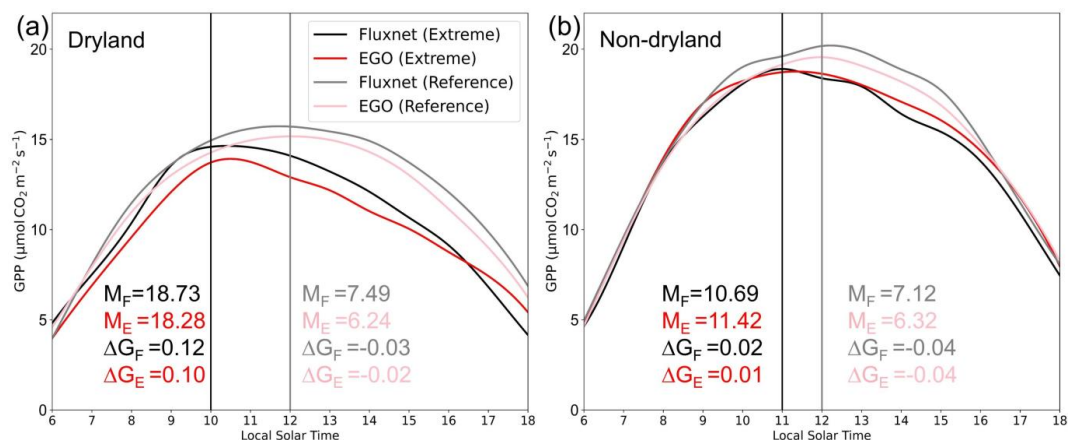 (a)
Dryland
Fluxnet (Extreme)
EGO (Extreme)
Fluxnet (Reference)
EGO (Reference)
GPP (μmol CO₂ m⁻² s⁻¹)
20
15
10
5
0
M_F=18.73
M_E=18.28
ΔG_F=0.12
ΔG_E=0.10
M_F=7.49
M_E=6.24
ΔG_F=-0.03
ΔG_E=-0.02
6 7 8 9 10 11 12 13 14 15 16 17 18
Local Solar Time
(b)
Non-dryland
GPP (μmol CO₂ m⁻² s⁻¹)
20
15
10
5
0
M_F=10.69
M_E=11.42
ΔG_F=0.02
ΔG_E=0.01
M_F=7.12
M_E=6.32
ΔG_F=-0.04
ΔG_E=-0.04
6 7 8 9 10 11 12 13 14 15 16 17 18
Local Solar Time